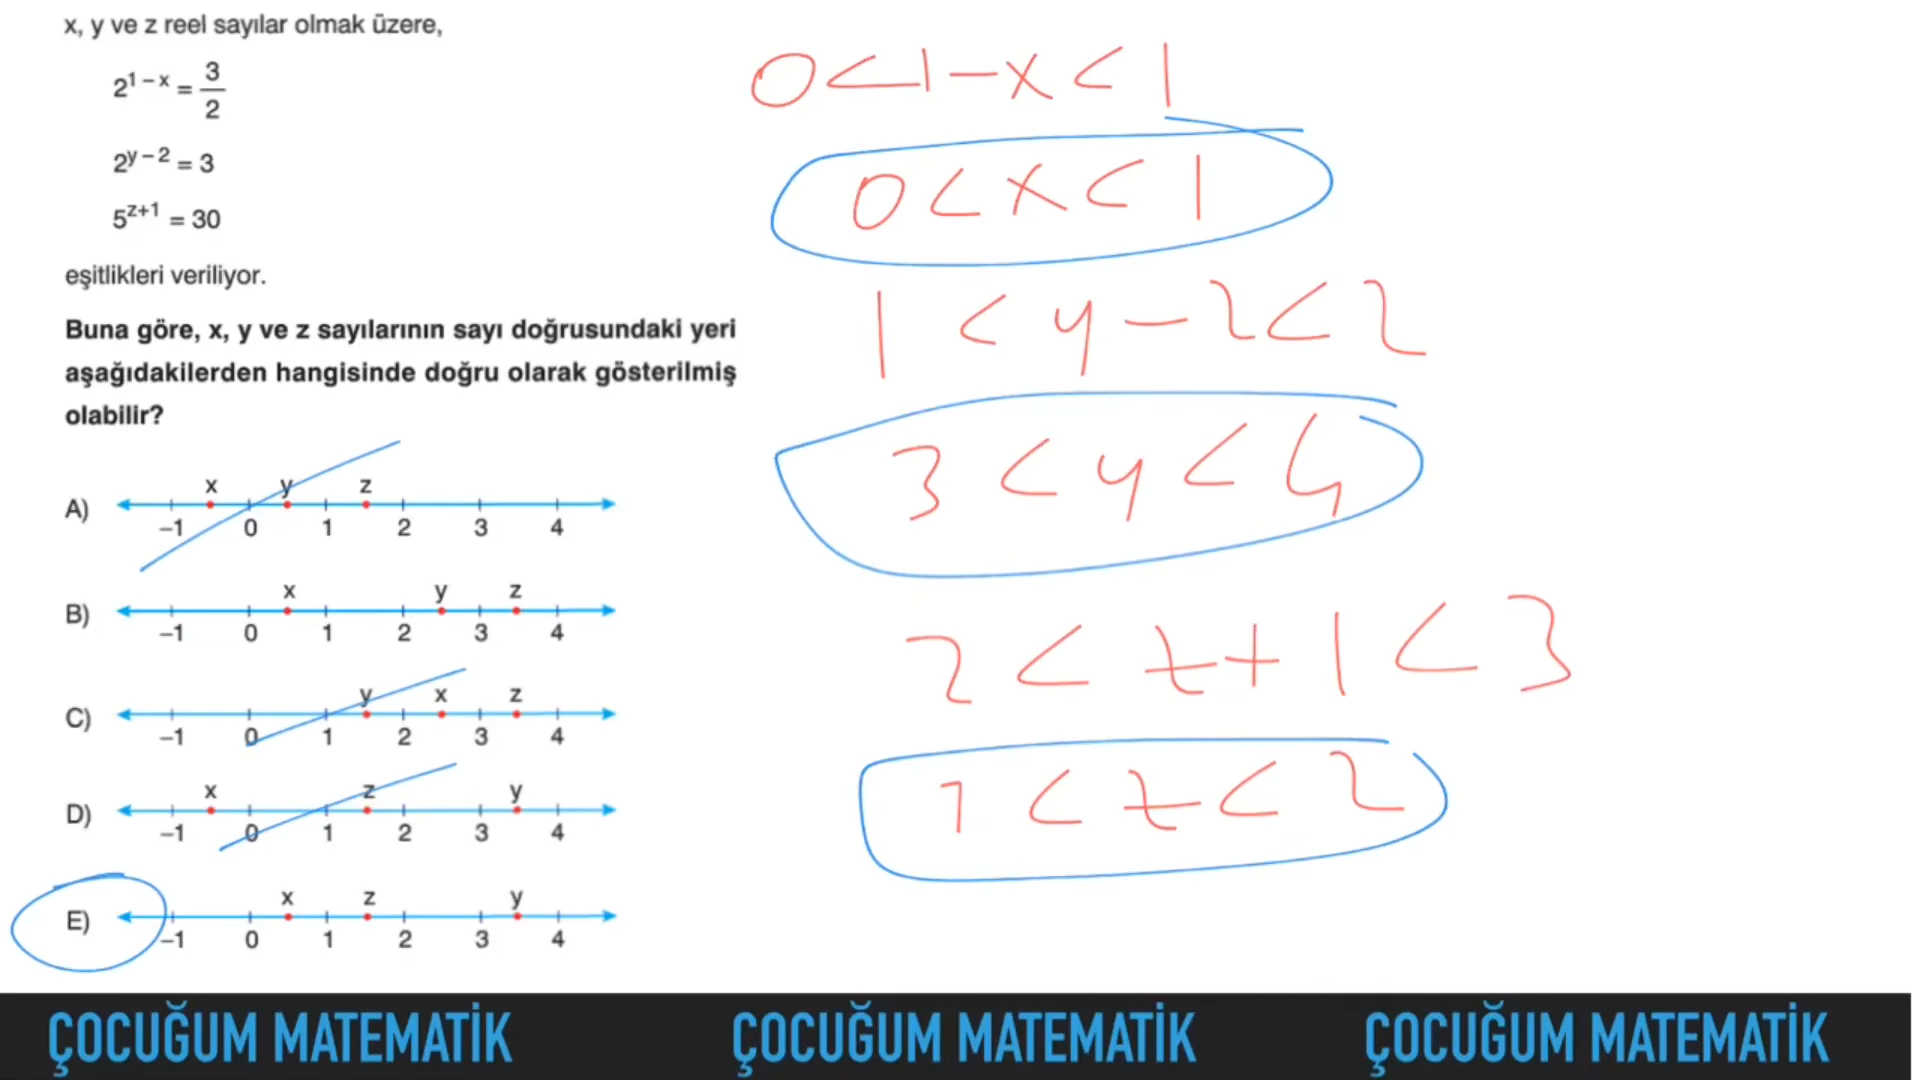 x, y ve z reel sayılar olmak üzere,
2^{1 – x} = 3/2
2^{y – 2} = 3
5^{z+1} = 30
eşitlikleri veriliyor.
Buna göre, x, y ve z sayılarının sayı doğrusundaki yeri
aşağıdakilerden hangisinde doğru olarak gösterilmiş
olabilir?
x y z
A) –1 0 1 2 3 4
x y z
B) –1 0 1 2 3 4
y x z
C) –1 0 1 2 3 4
x z y
D) –1 0 1 2 3 4
x z y
E) –1 0 1 2 3 4
0<1-x<1
0<x<1
1<y-2<2
3<y<4
2<z+1<3
1<z<2
ÇOCUĞUM MATEMATİK ÇOCUĞUM MATEMATİK ÇOCUĞUM MATEMATİK